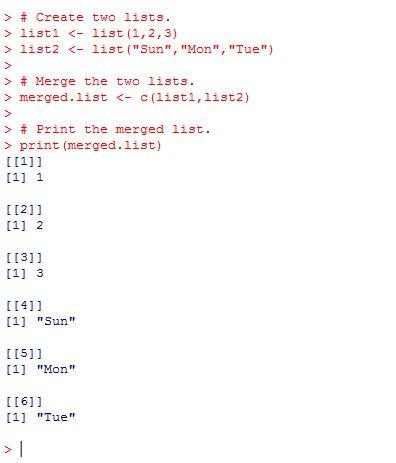 > # Create two lists.
> list1 <- list(1,2,3)
> list2 <- list("Sun","Mon","Tue")
>
> # Merge the two lists.
> merged.list <- c(list1,list2)
>
> # Print the merged list.
> print(merged.list)
[[1]]
[1] 1

[[2]]
[1] 2

[[3]]
[1] 3

[[4]]
[1] "Sun"

[[5]]
[1] "Mon"

[[6]]
[1] "Tue"

>